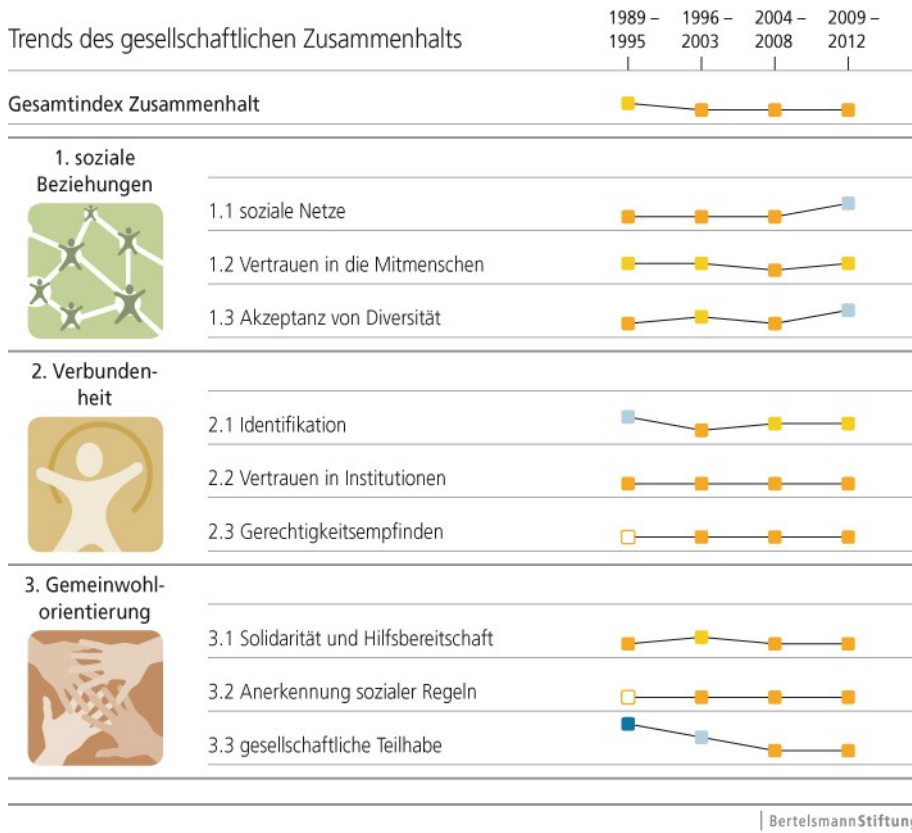 Trends des gesellschaftlichen Zusammenhalts
1989 – 1996 – 2004 – 2009 –
1995 2003 2008 2012
Gesamtindex Zusammenhalt
1. soziale
Beziehungen
1.1 soziale Netze
1.2 Vertrauen in die Mitmenschen
1.3 Akzeptanz von Diversität
2. Verbunden-
heit
2.1 Identifikation
2.2 Vertrauen in Institutionen
2.3 Gerechtigkeitsempfinden
3. Gemeinwohl-
orientierung
3.1 Solidarität und Hilfsbereitschaft
3.2 Anerkennung sozialer Regeln
3.3 gesellschaftliche Teilhabe
BertelsmannStiftung